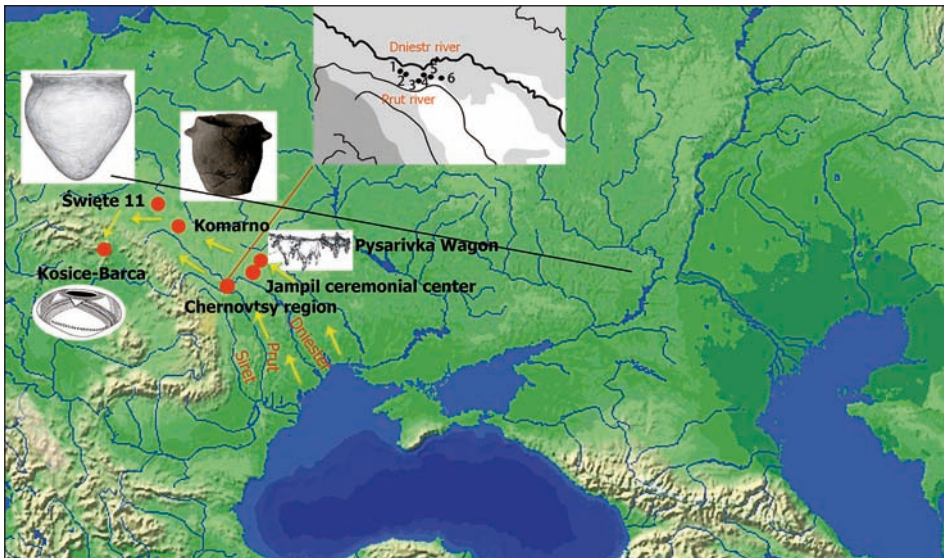 Dniestr river
1
5
2
4
6
3
Prut river
Święte 11
Komarno
Pysarivka Wagon
Kosice-Barca
Jampil ceremonial center
Chernovtsy region
Siret
Prut
Dniester